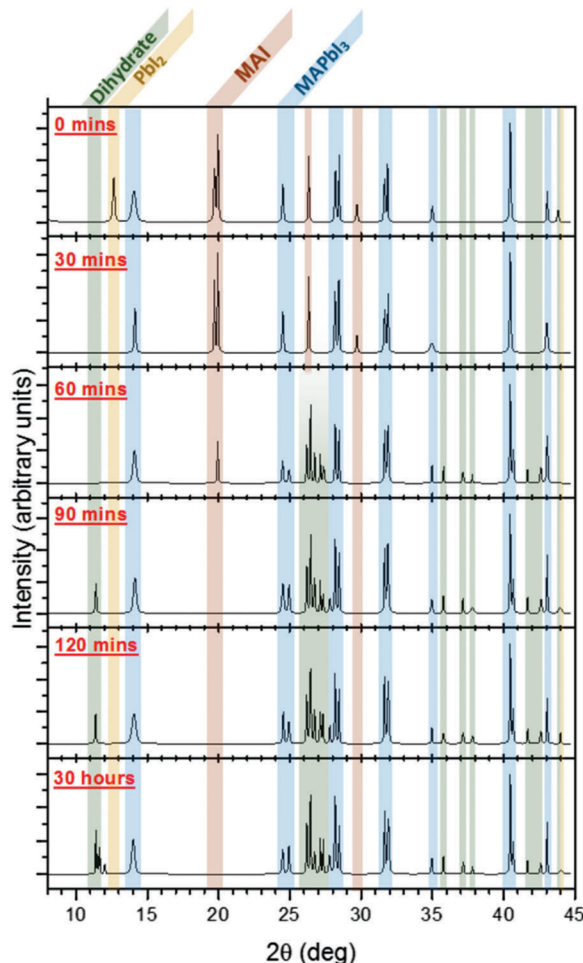 Dihydrate
PbI₂
MAI
MAPbI₃
0 mins
30 mins
60 mins
90 mins
120 mins
30 hours
Intensity (arbitrary units)
10 15 20 25 30 35 40 45
2θ (deg)